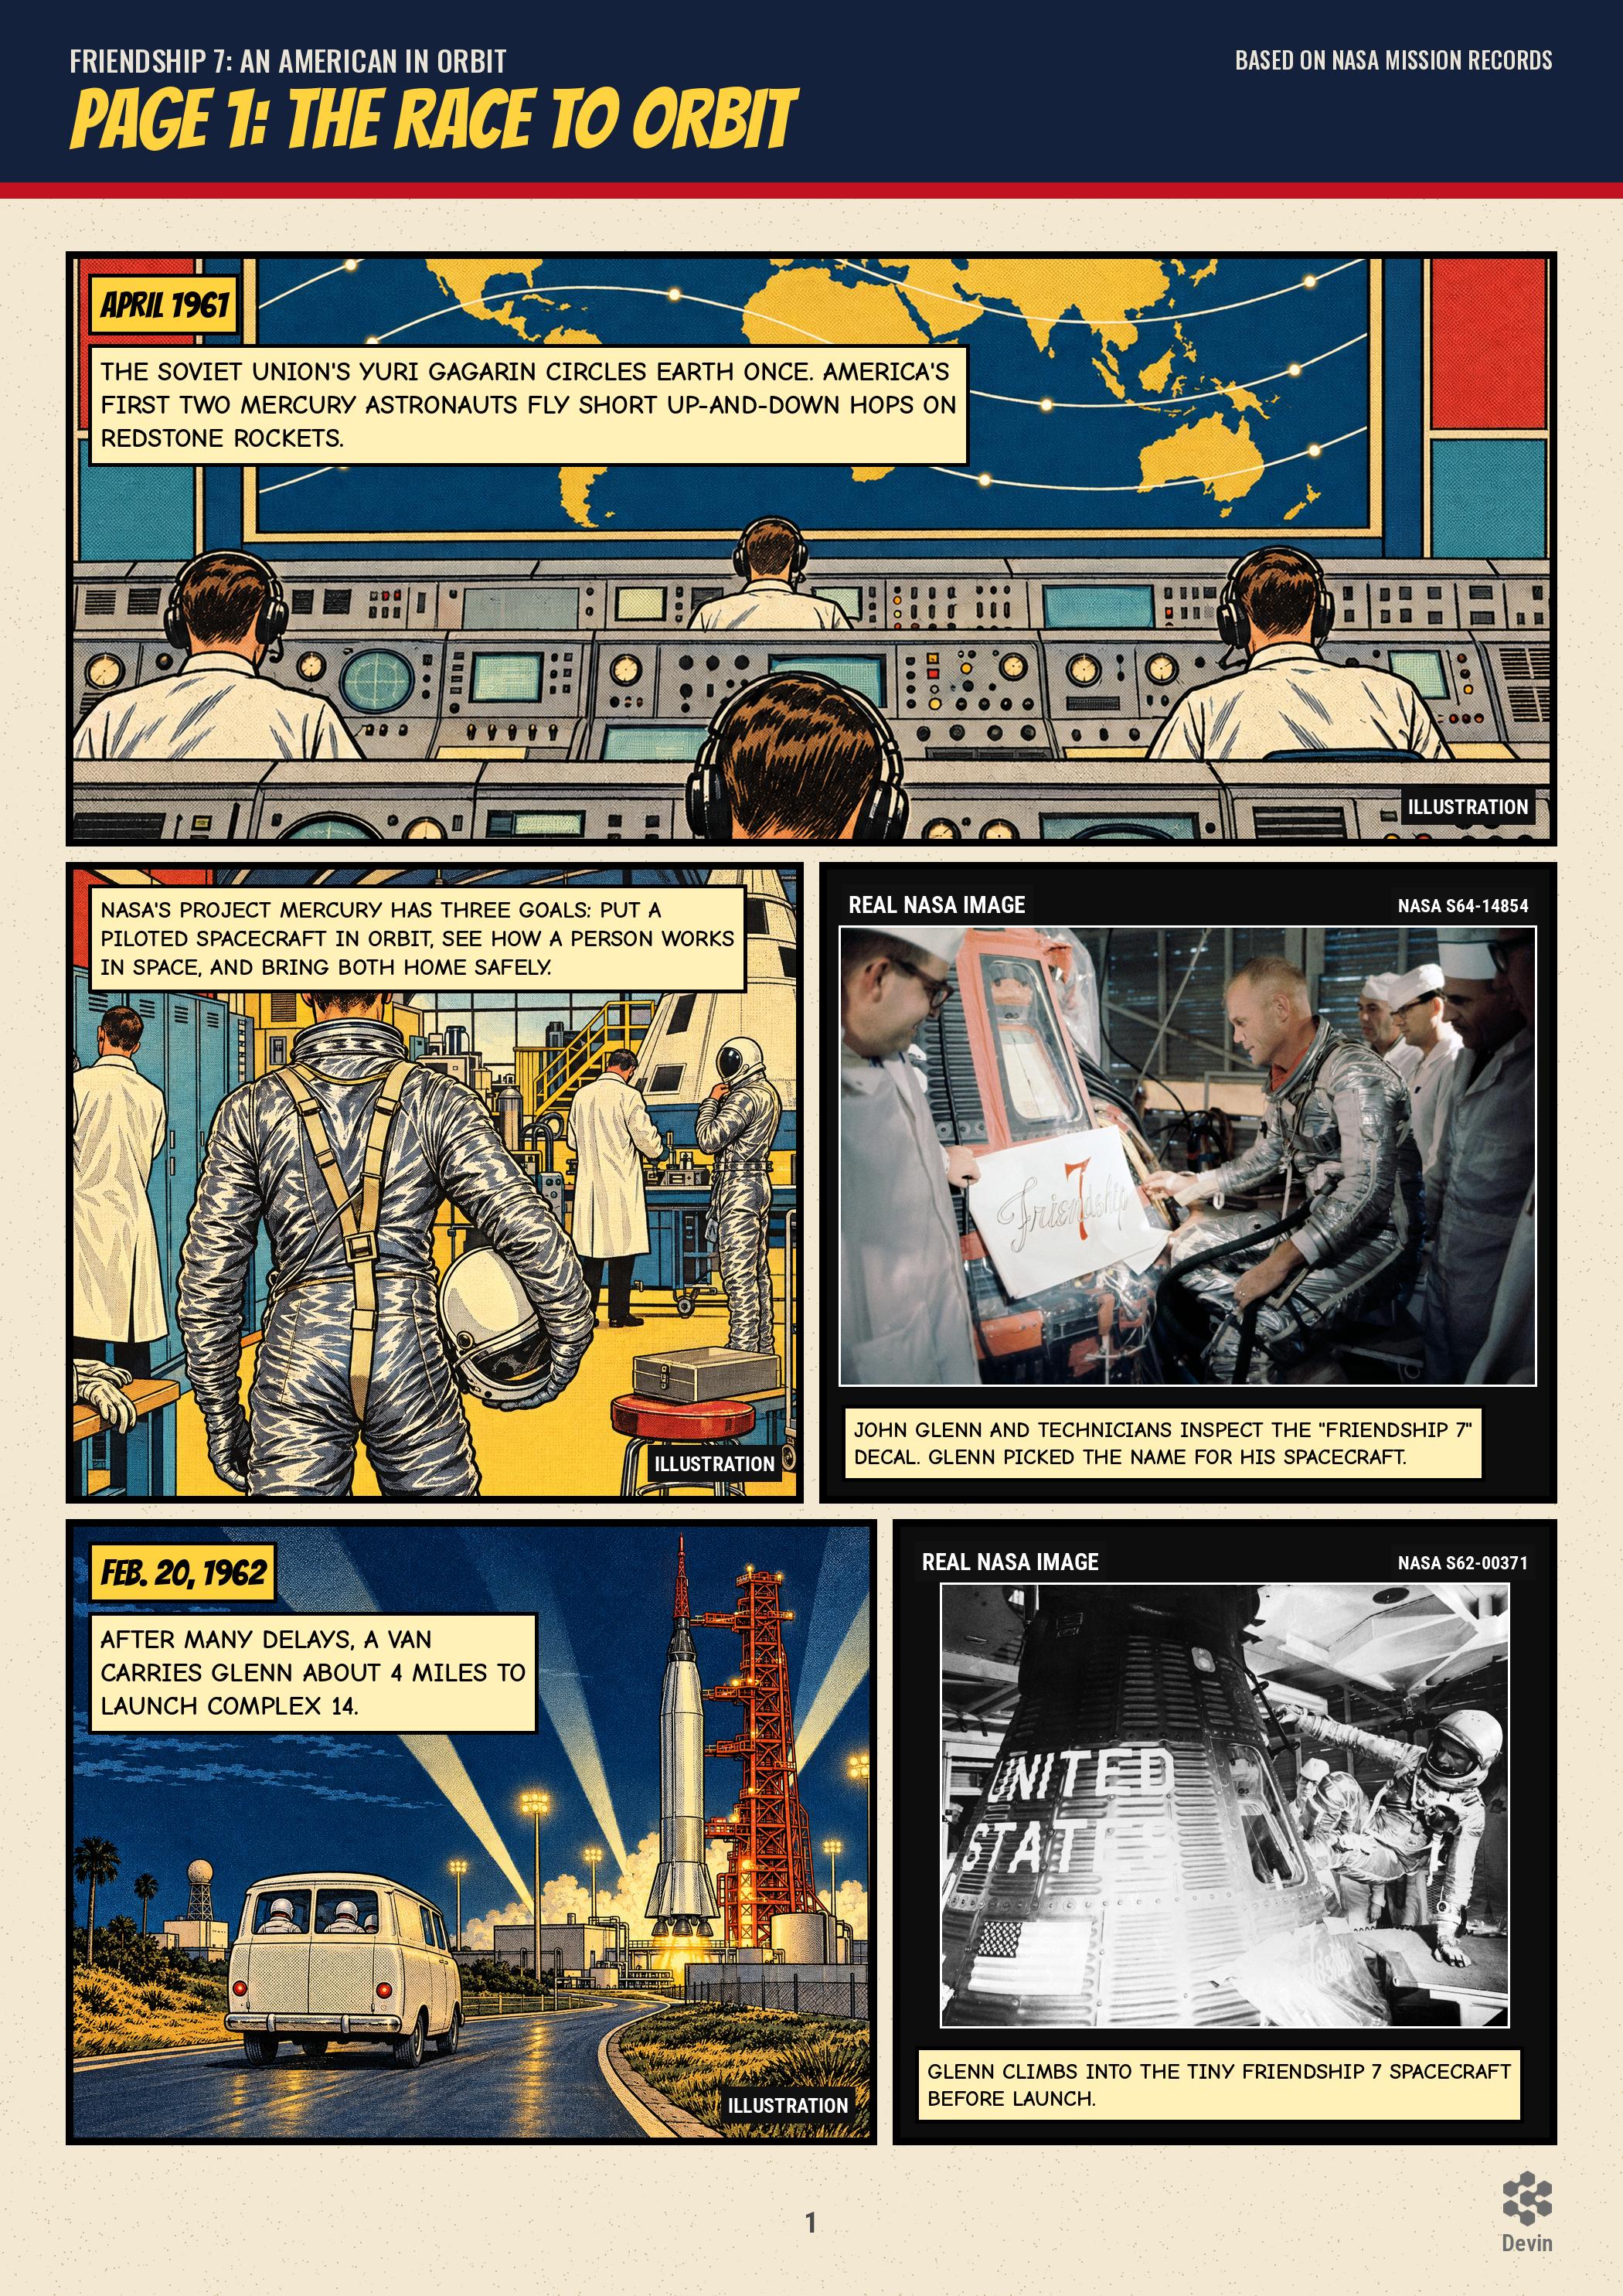 FRIENDSHIP 7: AN AMERICAN IN ORBIT
BASED ON NASA MISSION RECORDS
PAGE 1: THE RACE TO ORBIT
APRIL 1961
THE SOVIET UNION'S YURI GAGARIN CIRCLES EARTH ONCE. AMERICA'S
FIRST TWO MERCURY ASTRONAUTS FLY SHORT UP-AND-DOWN HOPS ON
REDSTONE ROCKETS.
ILLUSTRATION
NASA'S PROJECT MERCURY HAS THREE GOALS: PUT A
PILOTED SPACECRAFT IN ORBIT, SEE HOW A PERSON WORKS
IN SPACE, AND BRING BOTH HOME SAFELY.
ILLUSTRATION
REAL NASA IMAGE
NASA S64-14854
Friendship
7
JOHN GLENN AND TECHNICIANS INSPECT THE "FRIENDSHIP 7"
DECAL. GLENN PICKED THE NAME FOR HIS SPACECRAFT.
FEB. 20, 1962
AFTER MANY DELAYS, A VAN
CARRIES GLENN ABOUT 4 MILES TO
LAUNCH COMPLEX 14.
ILLUSTRATION
REAL NASA IMAGE
NASA S62-00371
UNITED
STATE
GLENN CLIMBS INTO THE TINY FRIENDSHIP 7 SPACECRAFT
BEFORE LAUNCH.
1
Devin